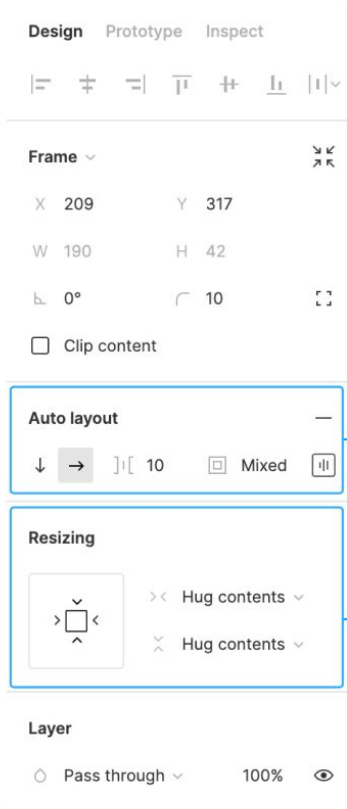 Design Prototype Inspect
Frame
X 209 Y 317
W 190 H 42
0° 10
Clip content
Auto layout
10 Mixed
Resizing
Hug contents
Hug contents
Layer
Pass through 100%